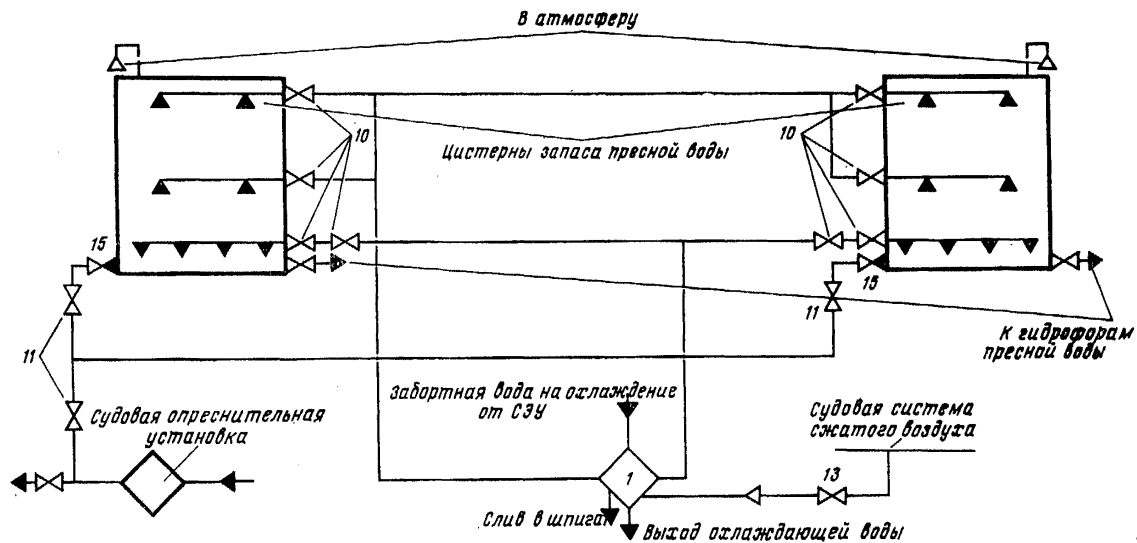 В атмосферу
10
10
Цистерны запаса пресной воды
15
15
11
11
К гидрофорам
пресной воды
Забортная вода на охлаждение
от СЭУ
Судовая опреснительная
установка
Судовая система
сжатого воздуха
1
13
Слив в шпигат
Выход охлаждающей воды